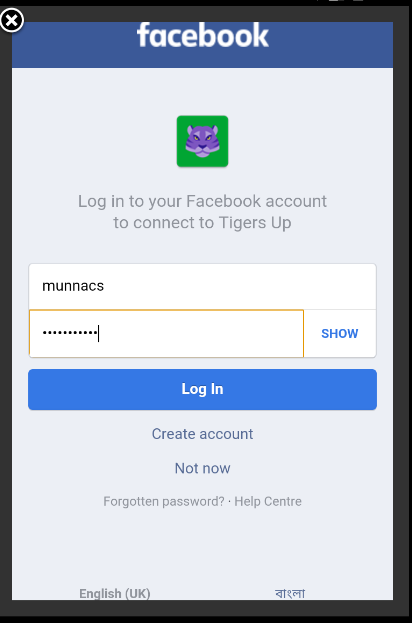 facebook
Log in to your Facebook account
to connect to Tigers Up
munnacs
•••••••••••
SHOW
Log In
Create account
Not now
Forgotten password? · Help Centre
English (UK) বাংলা